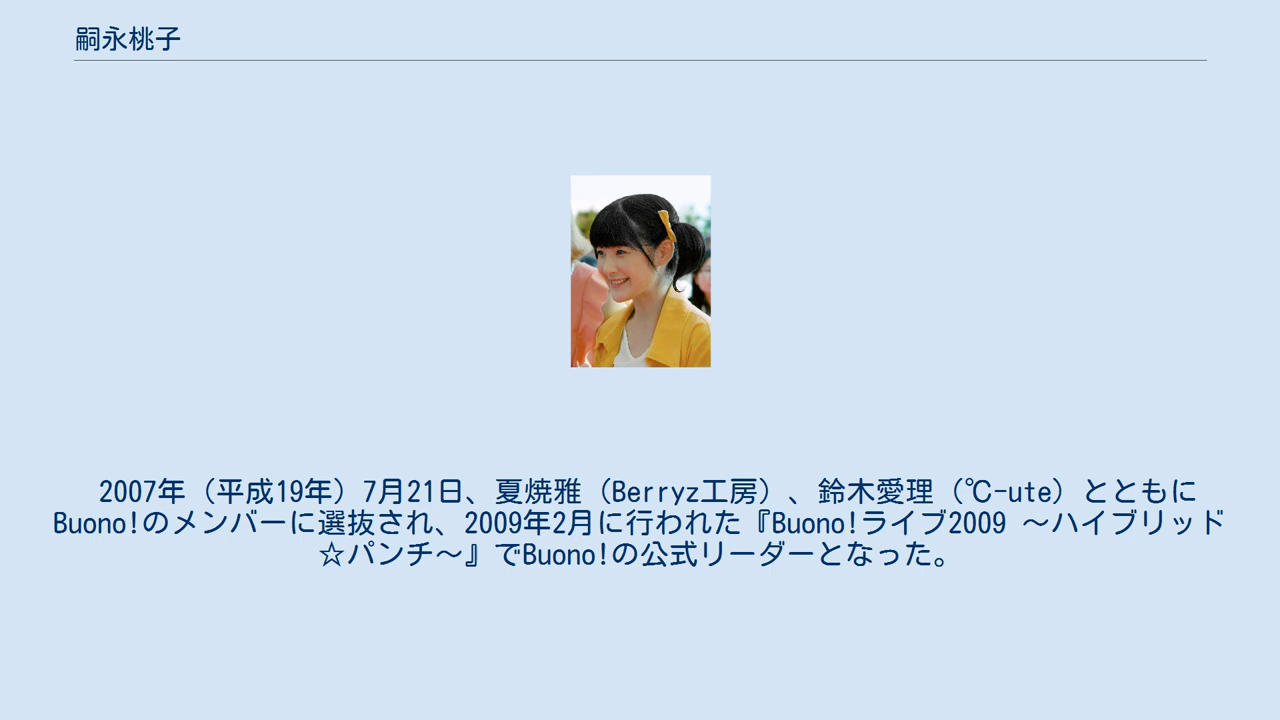 嗣永桃子
2007年（平成19年）7月21日、夏焼雅（Berryz工房）、鈴木愛理（℃-ute）とともに
Buono!のメンバーに選抜され、2009年2月に行われた『Buono!ライブ2009 〜ハイブリッド
☆パンチ〜』でBuono!の公式リーダーとなった。